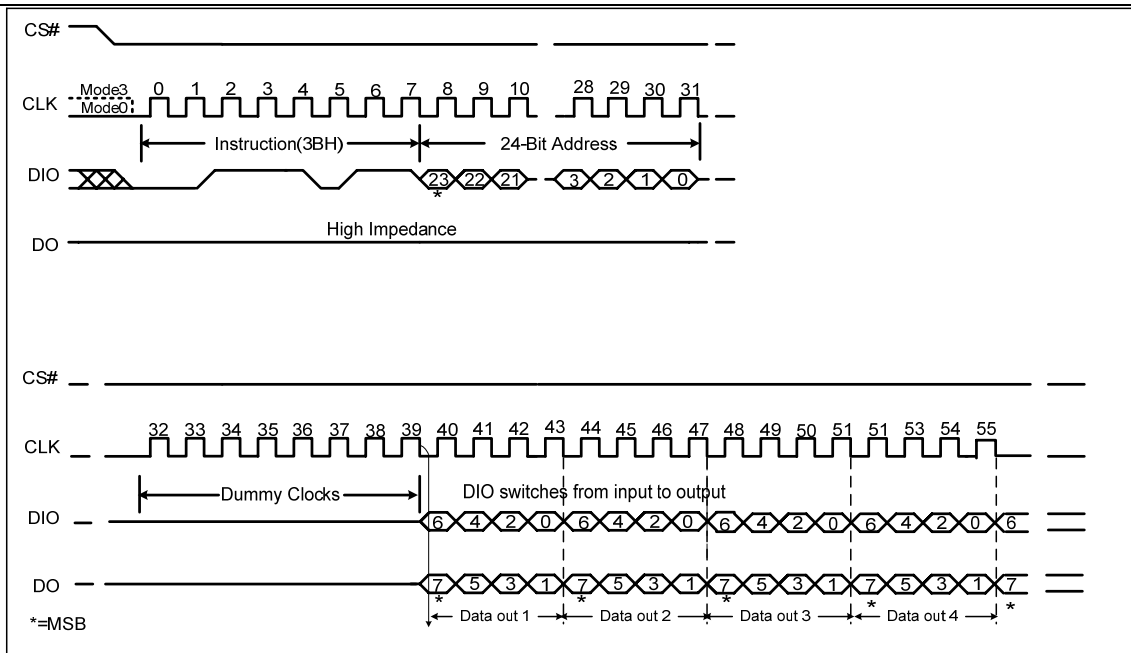 CS#
Mode3 0 1 2 3 4 5 6 7 8 9 10 28 29 30 31
CLK
Mode0
Instruction(3BH) 24-Bit Address
DIO 23 22 21 3 2 1 0
*
High Impedance
DO
CS#
32 33 34 35 36 37 38 39 40 41 42 43 44 45 46 47 48 49 50 51 51 53 54 55
CLK
Dummy Clocks DIO switches from input to output
DIO 6 4 2 0 6 4 2 0 6 4 2 0 6 4 2 0 6
DO 7 5 3 1 7 5 3 1 7 5 3 1 7 5 3 1 7
* * * * *
*=MSB Data out 1 Data out 2 Data out 3 Data out 4